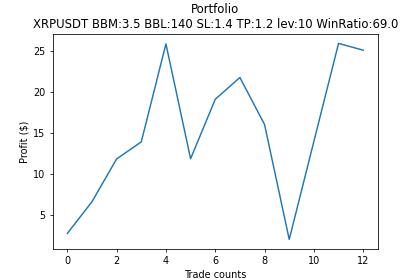 Portfolio
XRPUSDT BBM:3.5 BBL:140 SL:1.4 TP:1.2 lev:10 WinRatio:69.0
25
20
15
10
5
Profit ($)
0 2 4 6 8 10 12
Trade counts